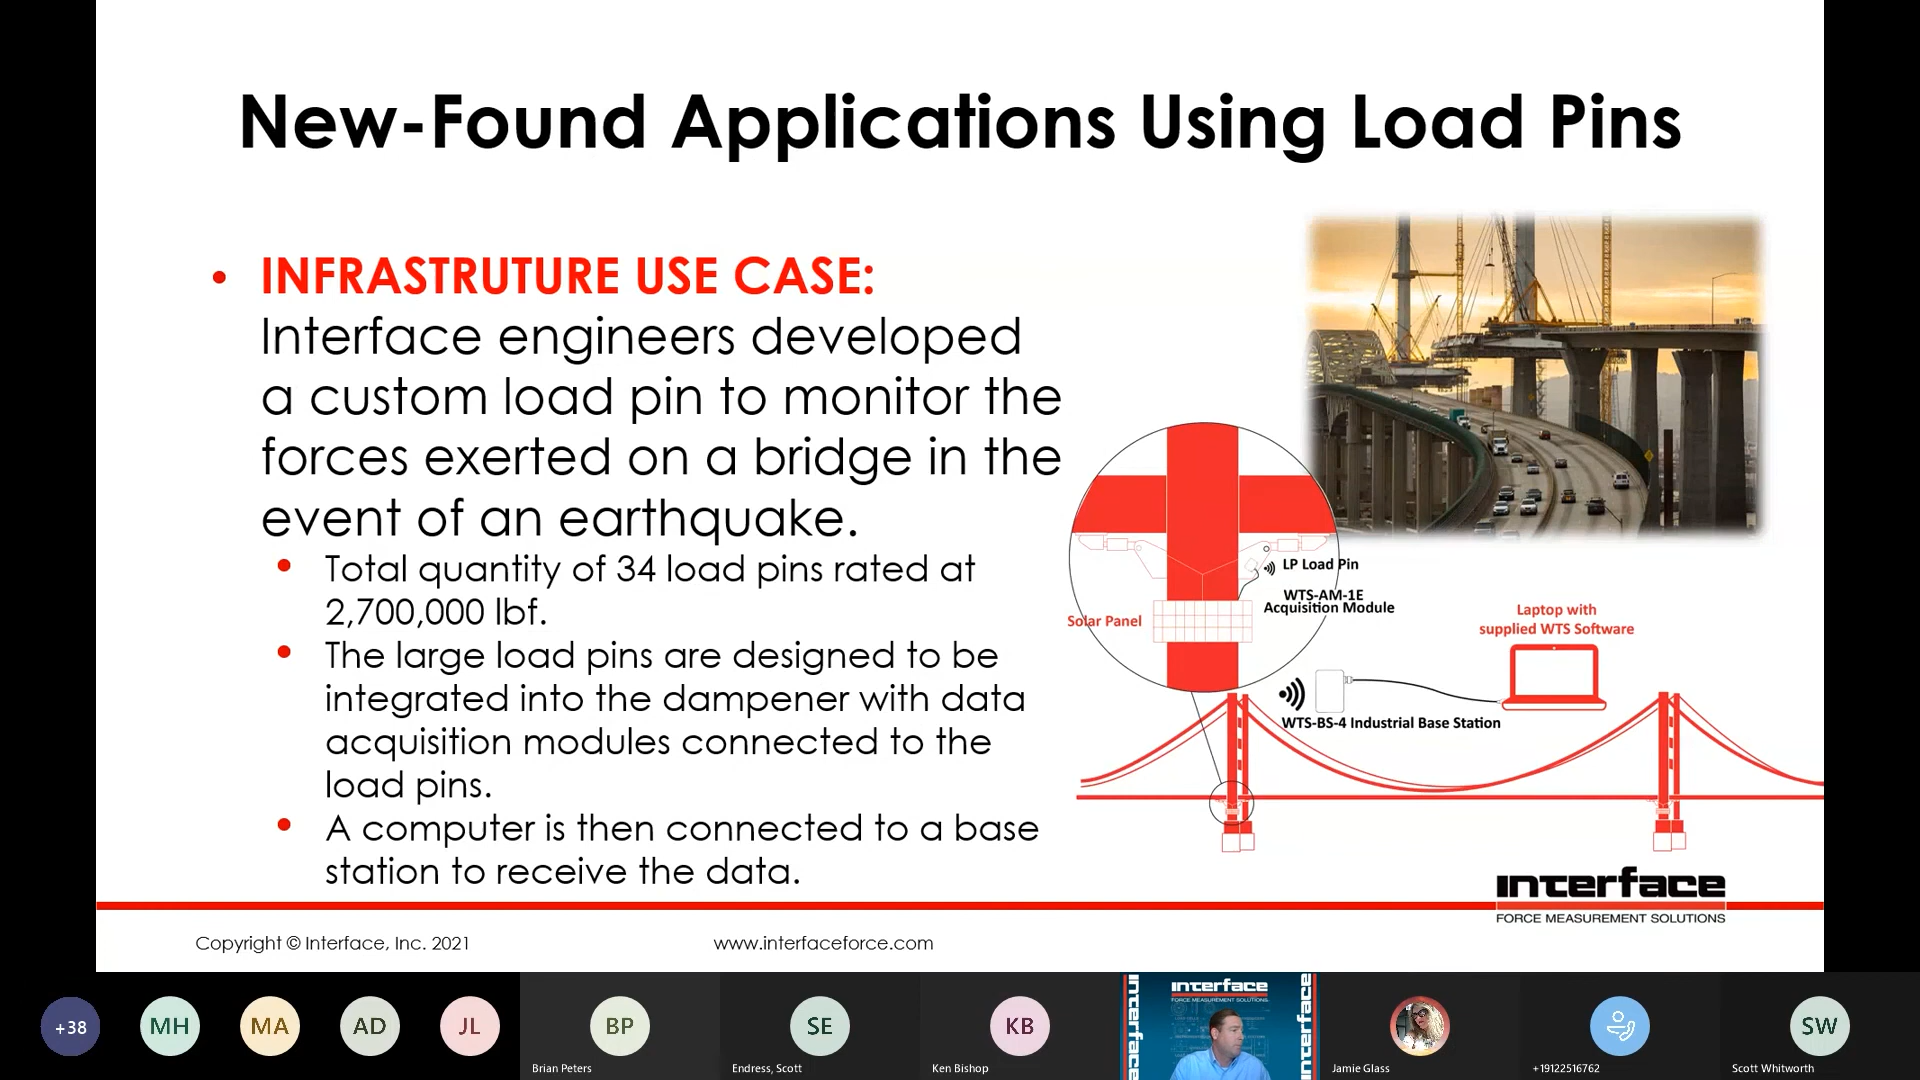 New-Found Applications Using Load Pins
• INFRASTRUTURE USE CASE:
Interface engineers developed
a custom load pin to monitor the
forces exerted on a bridge in the
event of an earthquake.
• Total quantity of 34 load pins rated at
2,700,000 lbf.
• The large load pins are designed to be
integrated into the dampener with data
acquisition modules connected to the
load pins.
• A computer is then connected to a base
station to receive the data.
LP Load Pin
WTS-AM-1E
Acquisition Module
Solar Panel
Laptop with
supplied WTS Software
WTS-BS-4 Industrial Base Station
interface
FORCE MEASUREMENT SOLUTIONS
Copyright © Interface, Inc. 2021
www.interfaceforce.com
+38
MH
MA
AD
JL
BP
Brian Peters
SE
Endress, Scott
KB
Ken Bishop
interface
interface
FORCE MEASUREMENT SOLUTIONS
interface
Jamie Glass
+19122516762
SW
Scott Whitworth